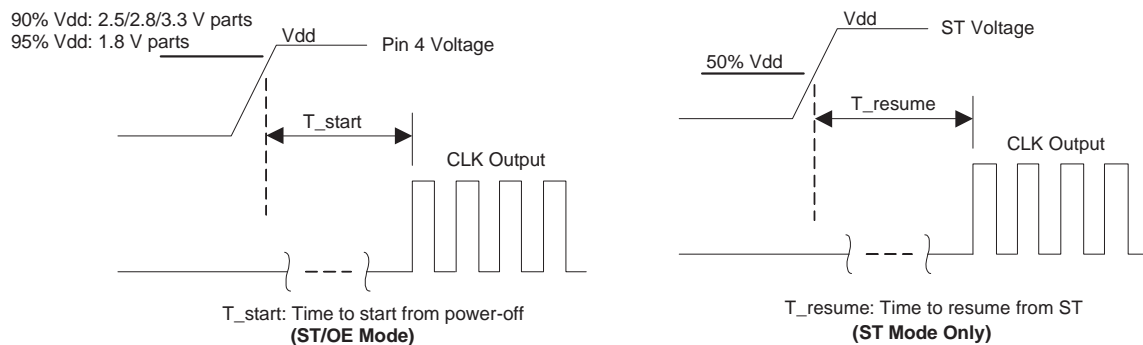 90% Vdd: 2.5/2.8/3.3 V parts
95% Vdd: 1.8 V parts
Vdd
Pin 4 Voltage
T_start
CLK Output
T_start: Time to start from power-off
(ST/OE Mode)
Vdd
ST Voltage
50% Vdd
T_resume
CLK Output
T_resume: Time to resume from ST
(ST Mode Only)